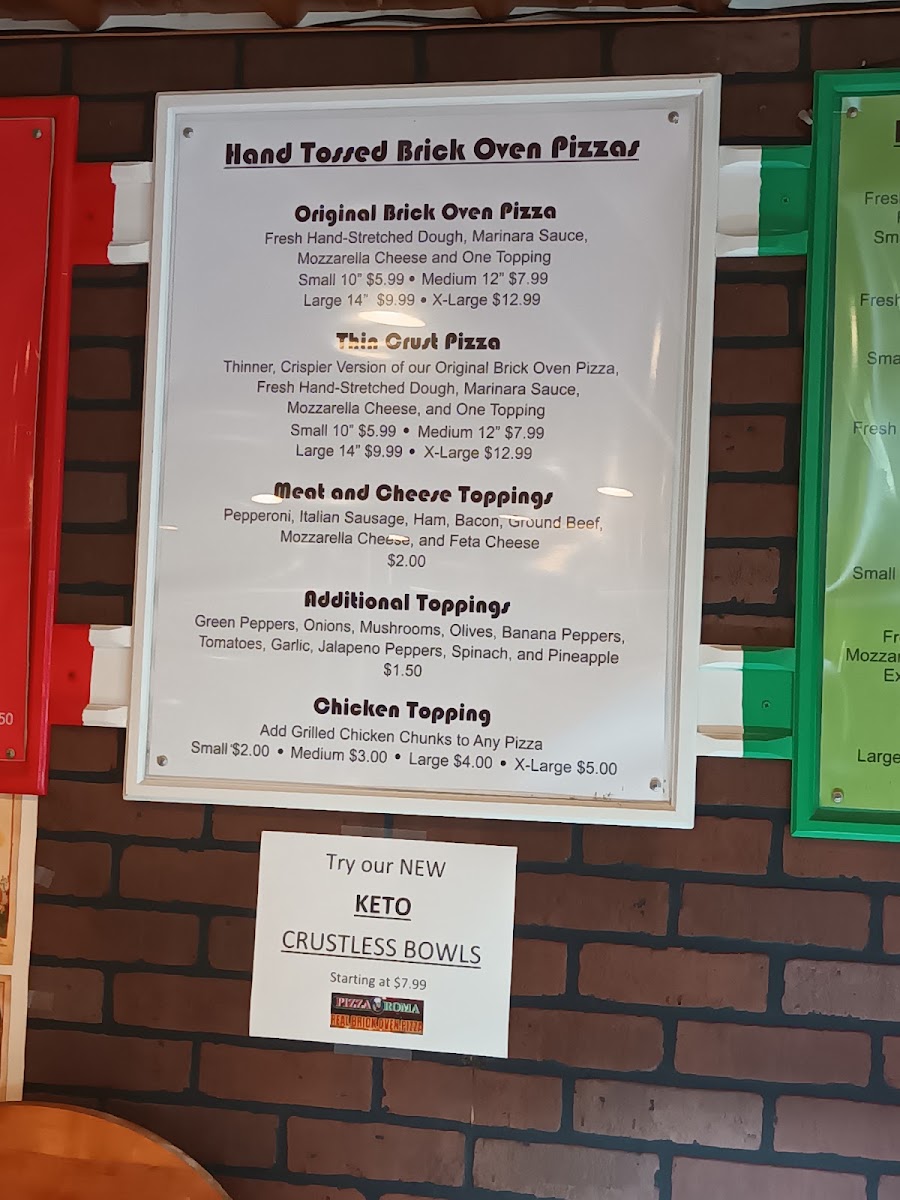 Hand Tossed Brick Oven Pizzas
Original Brick Oven Pizza
Fresh Hand-Stretched Dough, Marinara Sauce,
Mozzarella Cheese and One Topping
Small 10" $5.99 • Medium 12" $7.99
Large 14" $9.99 • X-Large $12.99
Thin Crust Pizza
Thinner, Crispier Version of our Original Brick Oven Pizza,
Fresh Hand-Stretched Dough, Marinara Sauce,
Mozzarella Cheese, and One Topping
Small 10" $5.99 • Medium 12" $7.99
Large 14" $9.99 • X-Large $12.99
Meat and Cheese Toppings
Pepperoni, Italian Sausage, Ham, Bacon, Ground Beef,
Mozzarella Cheese, and Feta Cheese
$2.00
Additional Toppings
Green Peppers, Onions, Mushrooms, Olives, Banana Peppers,
Tomatoes, Garlic, Jalapeno Peppers, Spinach, and Pineapple
$1.50
Chicken Topping
Add Grilled Chicken Chunks to Any Pizza
Small $2.00 • Medium $3.00 • Large $4.00 • X-Large $5.00
Try our NEW
KETO
CRUSTLESS BOWLS
Starting at $7.99
PIZZA ROMA
REAL BRICK OVEN PIZZA
50
Fresh
Fresh
Small
Large